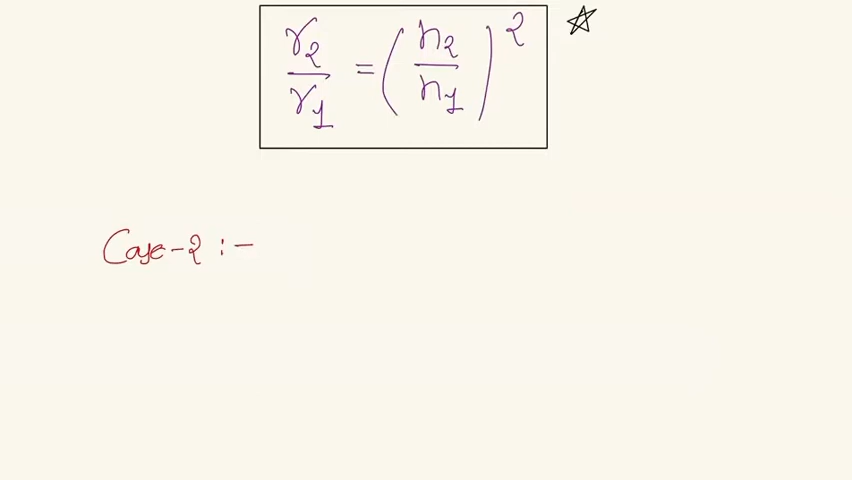 r₂/r₁ = (n₂/n₁)²
Case-2 :-